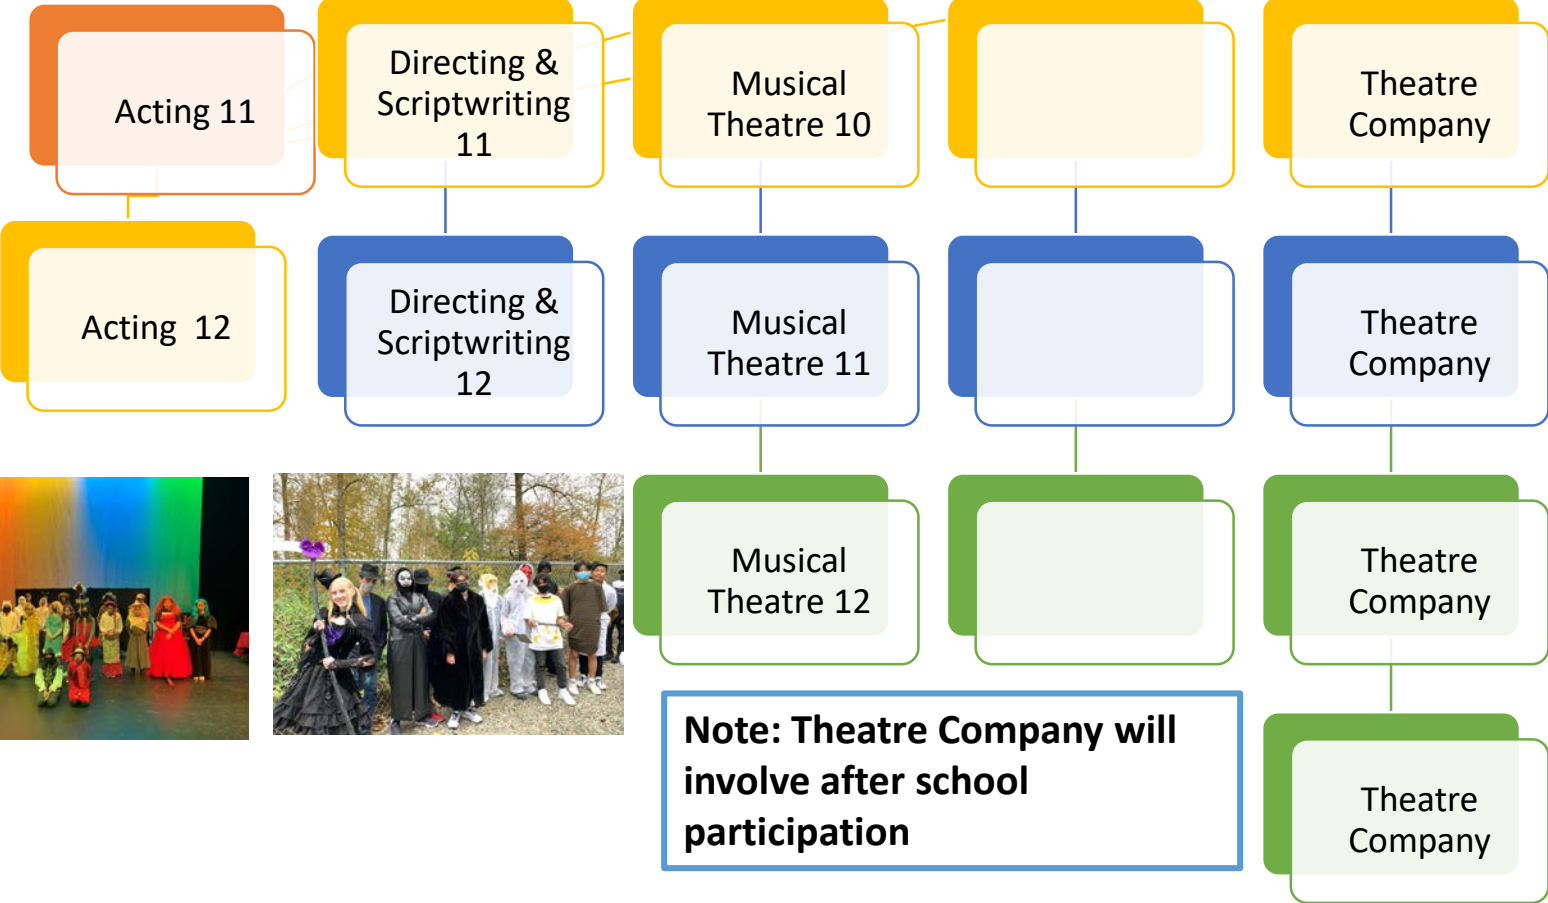 Acting 11
Directing &
Scriptwriting
11
Musical
Theatre 10
Theatre
Company
Acting  12
Directing &
Scriptwriting
12
Musical
Theatre 11
Theatre
Company
Musical
Theatre 12
Theatre
Company
Note: Theatre Company will
involve after school
participation
Theatre
Company